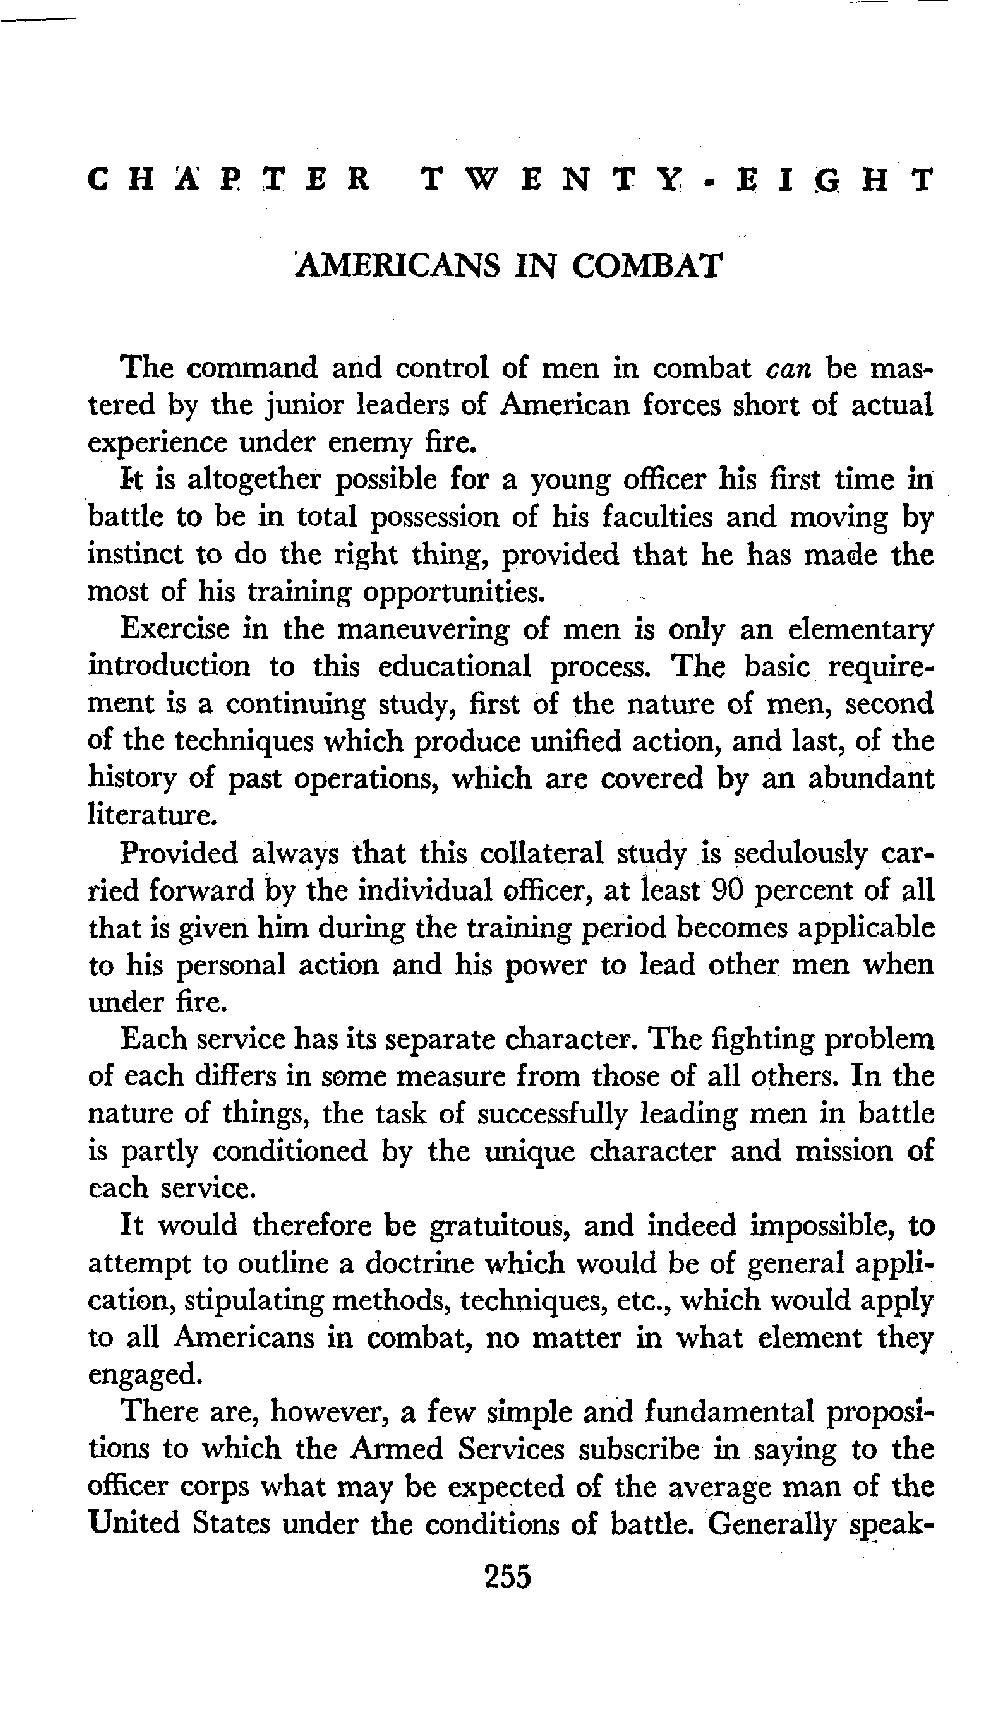 CHAPTER TWENTY-EIGHT
AMERICANS IN COMBAT
The command and control of men in combat can be mas-
tered by the junior leaders of American forces short of actual
experience under enemy fire.
It is altogether possible for a young officer his first time in
battle to be in total possession of his faculties and moving by
instinct to do the right thing, provided that he has made the
most of his training opportunities.
Exercise in the maneuvering of men is only an elementary
introduction to this educational process. The basic require-
ment is a continuing study, first of the nature of men, second
of the techniques which produce unified action, and last, of the
history of past operations, which are covered by an abundant
literature.
Provided always that this collateral study is sedulously car-
ried forward by the individual officer, at least 90 percent of all
that is given him during the training period becomes applicable
to his personal action and his power to lead other men when
under fire.
Each service has its separate character. The fighting problem
of each differs in some measure from those of all others. In the
nature of things, the task of successfully leading men in battle
is partly conditioned by the unique character and mission of
each service.
It would therefore be gratuitous, and indeed impossible, to
attempt to outline a doctrine which would be of general appli-
cation, stipulating methods, techniques, etc., which would apply
to all Americans in combat, no matter in what element they
engaged.
There are, however, a few simple and fundamental proposi-
tions to which the Armed Services subscribe in saying to the
officer corps what may be expected of the average man of the
United States under the conditions of battle. Generally speak-
255